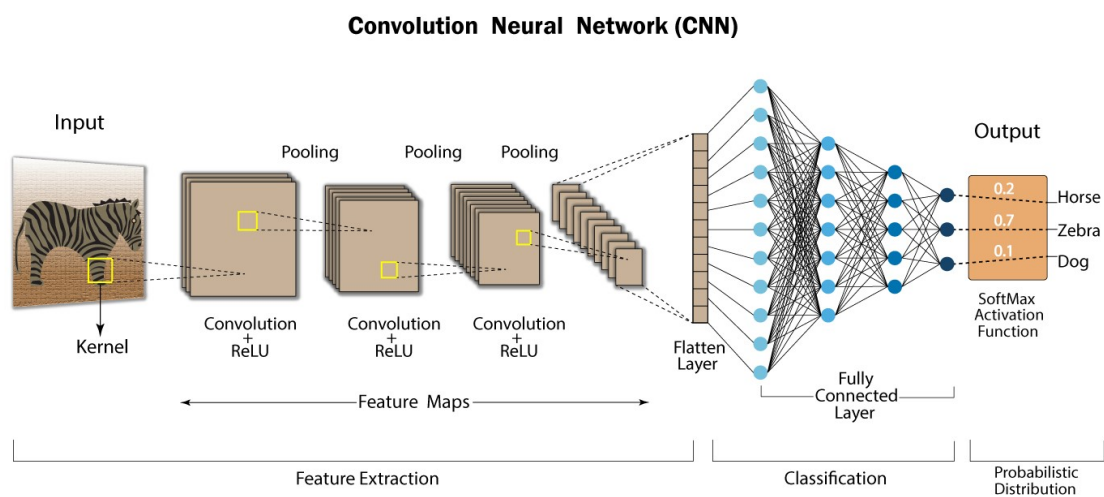 Convolution Neural Network (CNN)
Input
Kernel
Pooling
Pooling
Pooling
Convolution
+
ReLU
Convolution
+
ReLU
Convolution
+
ReLU
Feature Maps
Flatten
Layer
Fully
Connected
Layer
Output
0.2
0.7
0.1
Horse
Zebra
Dog
SoftMax
Activation
Function
Feature Extraction
Classification
Probabilistic
Distribution